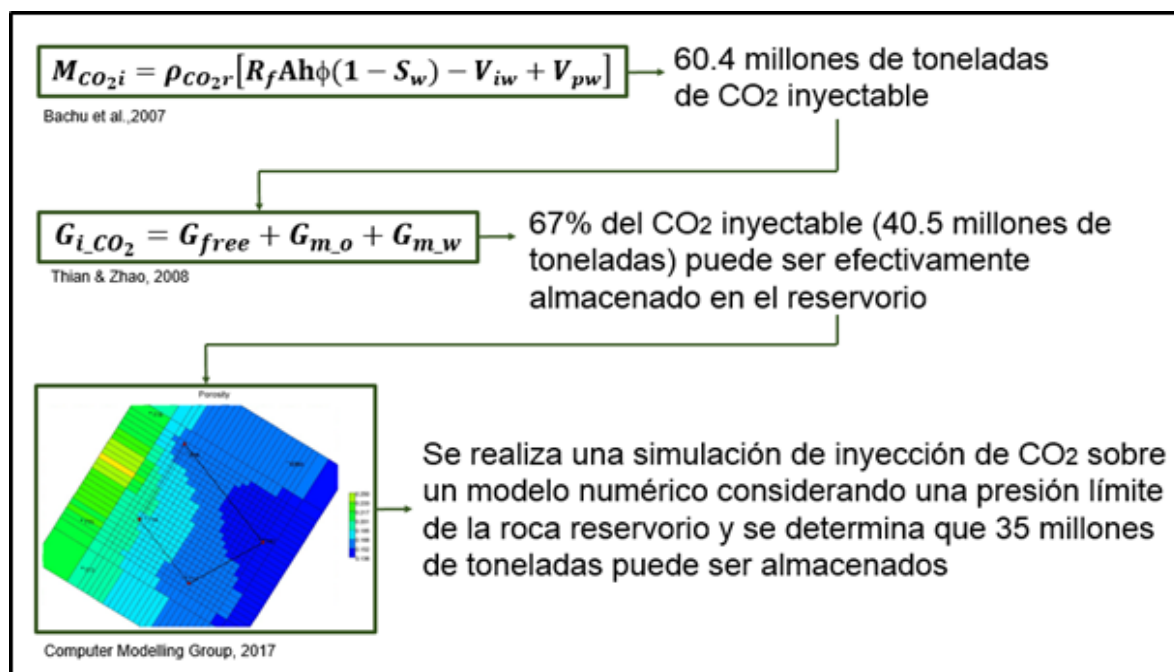 M_CO₂i = ρ_CO₂r[R_f Ahϕ(1 − S_w) − V_iw + V_pw]
60.4 millones de toneladas
de CO2 inyectable
Bachu et al.,2007
G_i_CO₂ = G_free + G_m_o + G_m_w
67% del CO2 inyectable (40.5 millones de
toneladas) puede ser efectivamente
almacenado en el reservorio
Thian & Zhao, 2008
Porosity
Se realiza una simulación de inyección de CO2 sobre
un modelo numérico considerando una presión límite
de la roca reservorio y se determina que 35 millones
de toneladas puede ser almacenados
Computer Modelling Group, 2017